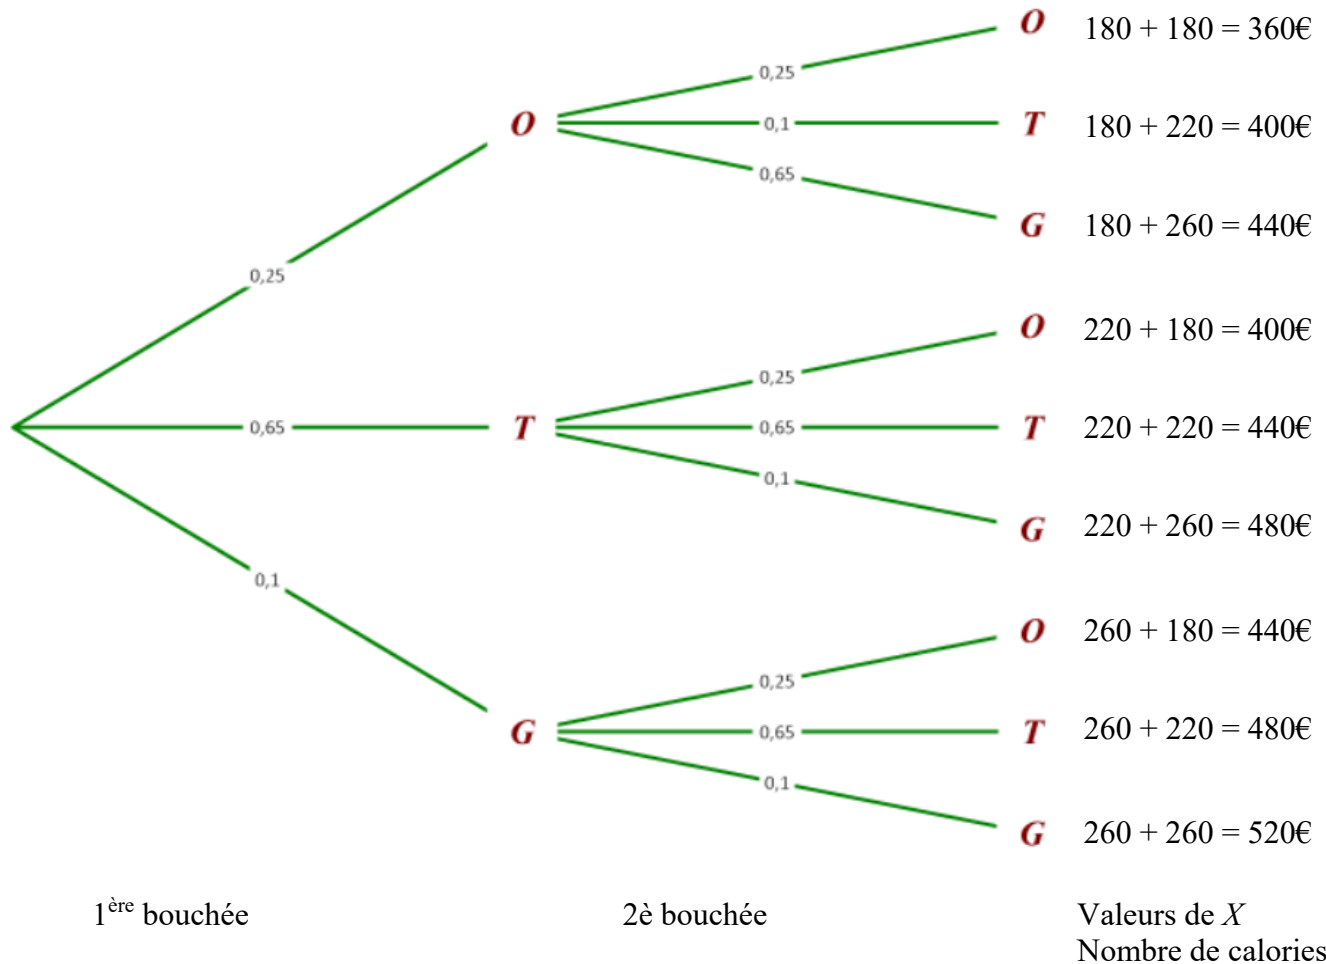 O 180 + 180 = 360€
0,25
O 0,1 T 180 + 220 = 400€
0,65
G 180 + 260 = 440€
0,25
O 220 + 180 = 400€
0,25
0,65 T 0,65 T 220 + 220 = 440€
0,1
G 220 + 260 = 480€
0,1
O 260 + 180 = 440€
0,25
G 0,65 T 260 + 220 = 480€
0,1
G 260 + 260 = 520€
1ère bouchée 2è bouchée Valeurs de X
Nombre de calories